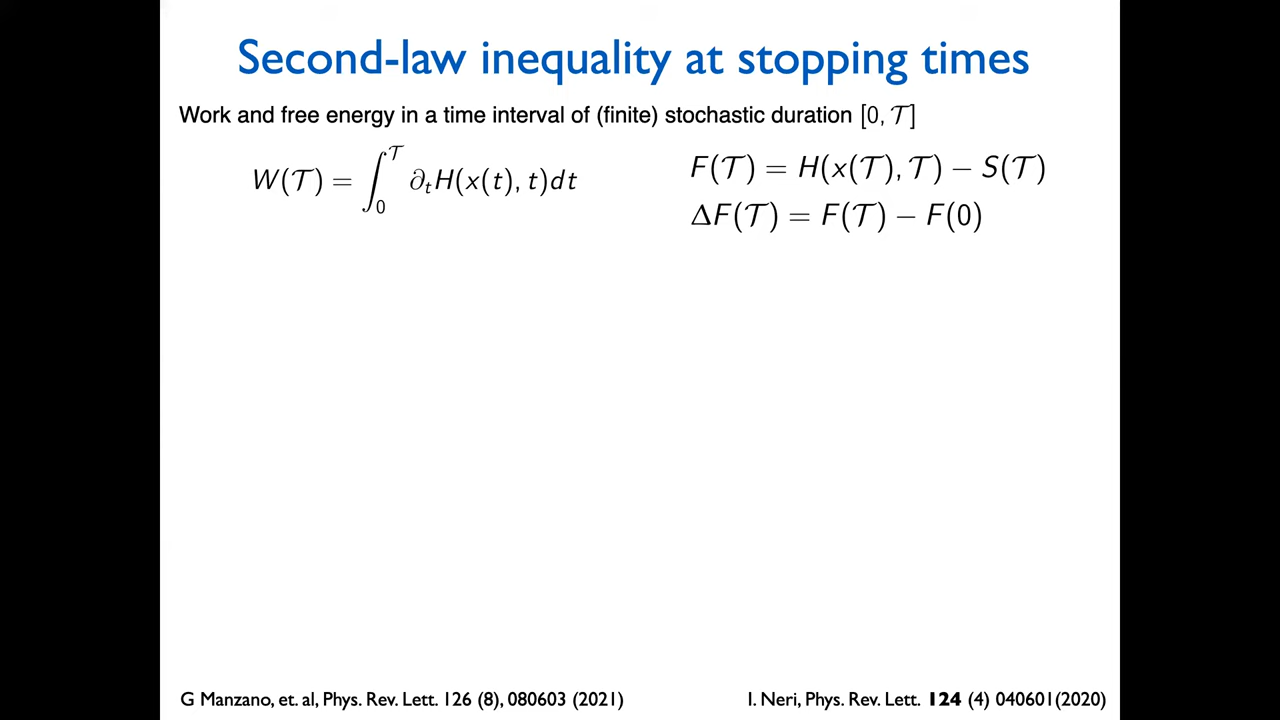 Second-law inequality at stopping times
Work and free energy in a time interval of (finite) stochastic duration [0, 𝒯]
W(𝒯) = ∫₀^𝒯 ∂ₜH(x(t), t)dt
F(𝒯) = H(x(𝒯), 𝒯) − S(𝒯)
ΔF(𝒯) = F(𝒯) − F(0)
G Manzano, et. al, Phys. Rev. Lett. 126 (8), 080603 (2021)
I. Neri, Phys. Rev. Lett. 124 (4) 040601(2020)